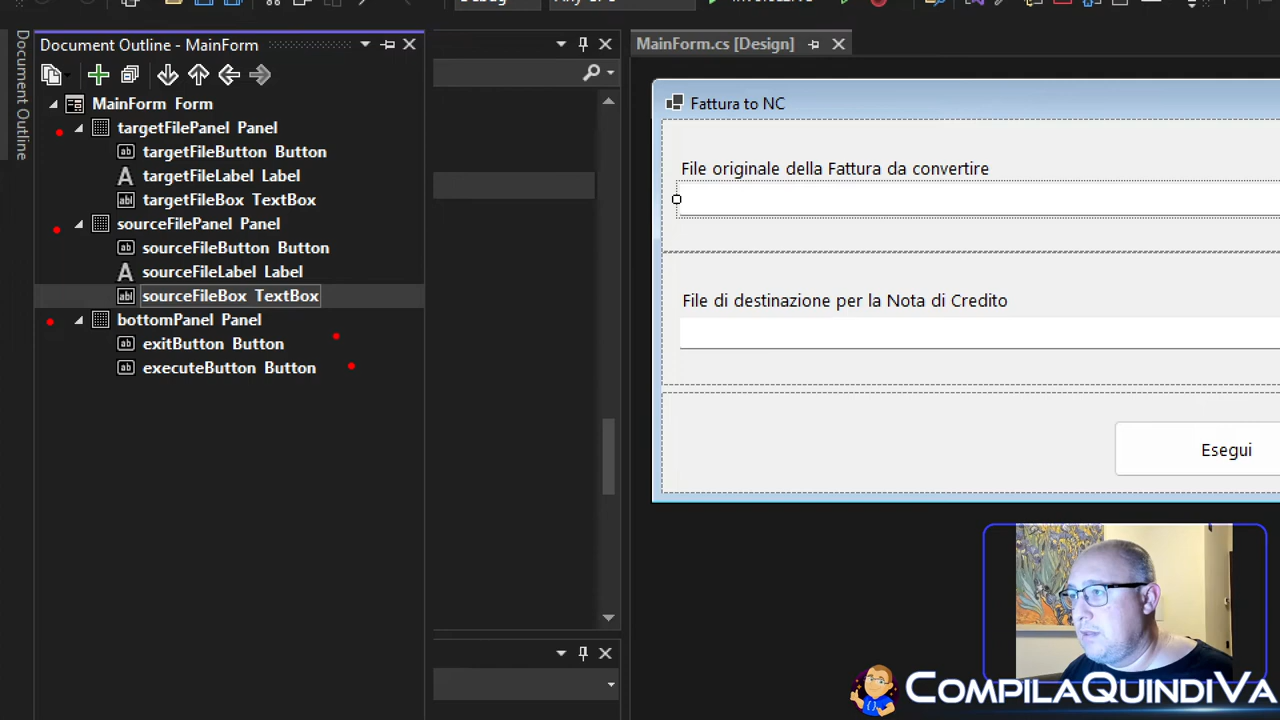 Document Outline
Document Outline - MainForm
MainForm Form
targetFilePanel Panel
targetFileButton Button
targetFileLabel Label
targetFileBox TextBox
sourceFilePanel Panel
sourceFileButton Button
sourceFileLabel Label
sourceFileBox TextBox
bottomPanel Panel
exitButton Button
executeButton Button
MainForm.cs [Design]
Fattura to NC
File originale della Fattura da convertire
File di destinazione per la Nota di Credito
Esegui
COMPILAQUINDIVA